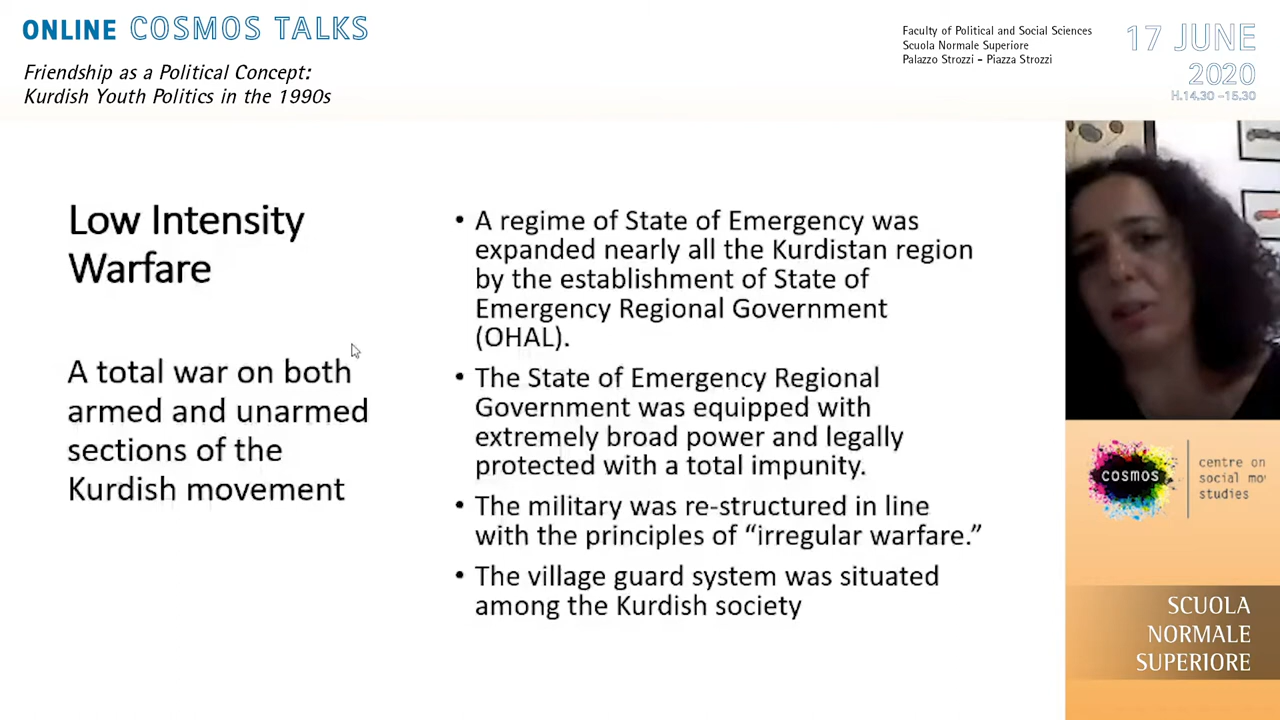 ONLINE COSMOS TALKS
Friendship as a Political Concept:
Kurdish Youth Politics in the 1990s
Faculty of Political and Social Sciences
Scuola Normale Superiore
Palazzo Strozzi – Piazza Strozzi
17 JUNE
2020
H.14.30 -15.30
Low Intensity
Warfare
A total war on both
armed and unarmed
sections of the
Kurdish movement
• A regime of State of Emergency was
expanded nearly all the Kurdistan region
by the establishment of State of
Emergency Regional Government
(OHAL).
• The State of Emergency Regional
Government was equipped with
extremely broad power and legally
protected with a total impunity.
• The military was re-structured in line
with the principles of “irregular warfare.”
• The village guard system was situated
among the Kurdish society
cosmos
centre on
social mo
studies
SCUOLA
NORMALE
SUPERIORE